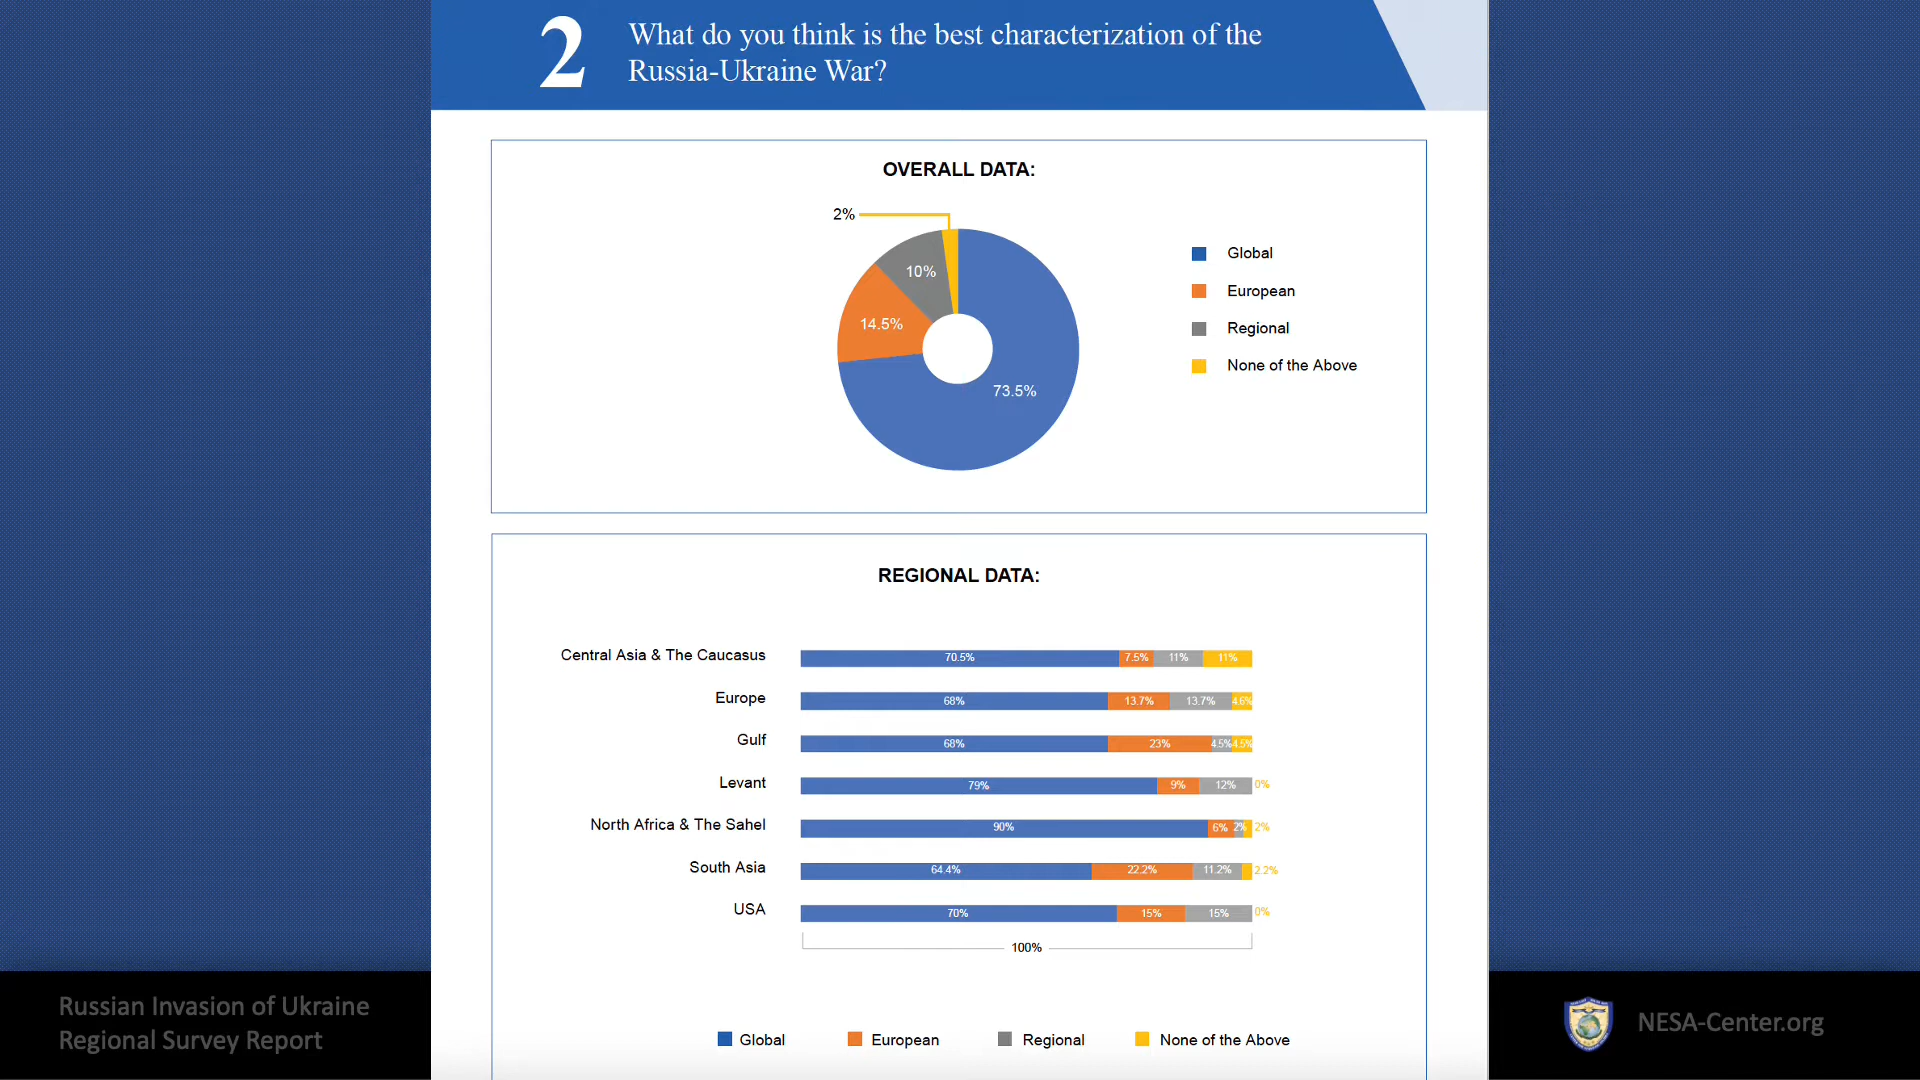 2
What do you think is the best characterization of the
Russia-Ukraine War?
OVERALL DATA:
2%
10%
14.5%
73.5%
Global
European
Regional
None of the Above
REGIONAL DATA:
Central Asia & The Caucasus 70.5% 7.5% 11% 11%
Europe 68% 13.7% 13.7% 4.6%
Gulf 68% 23% 4.5% 4.5%
Levant 79% 9% 12% 0%
North Africa & The Sahel 90% 6% 2% 2%
South Asia 64.4% 22.2% 11.2% 2.2%
USA 70% 15% 15% 0%
100%
Global European Regional None of the Above
Russian Invasion of Ukraine
Regional Survey Report
NESA-Center.org